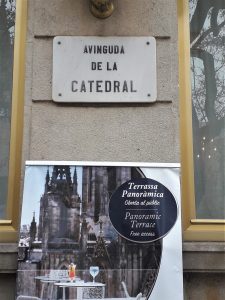 AVINGUDA
DE LA
CATEDRAL
Terrassa
Panoràmica
Oberta al públic
Panoramic
Terrace
Free access